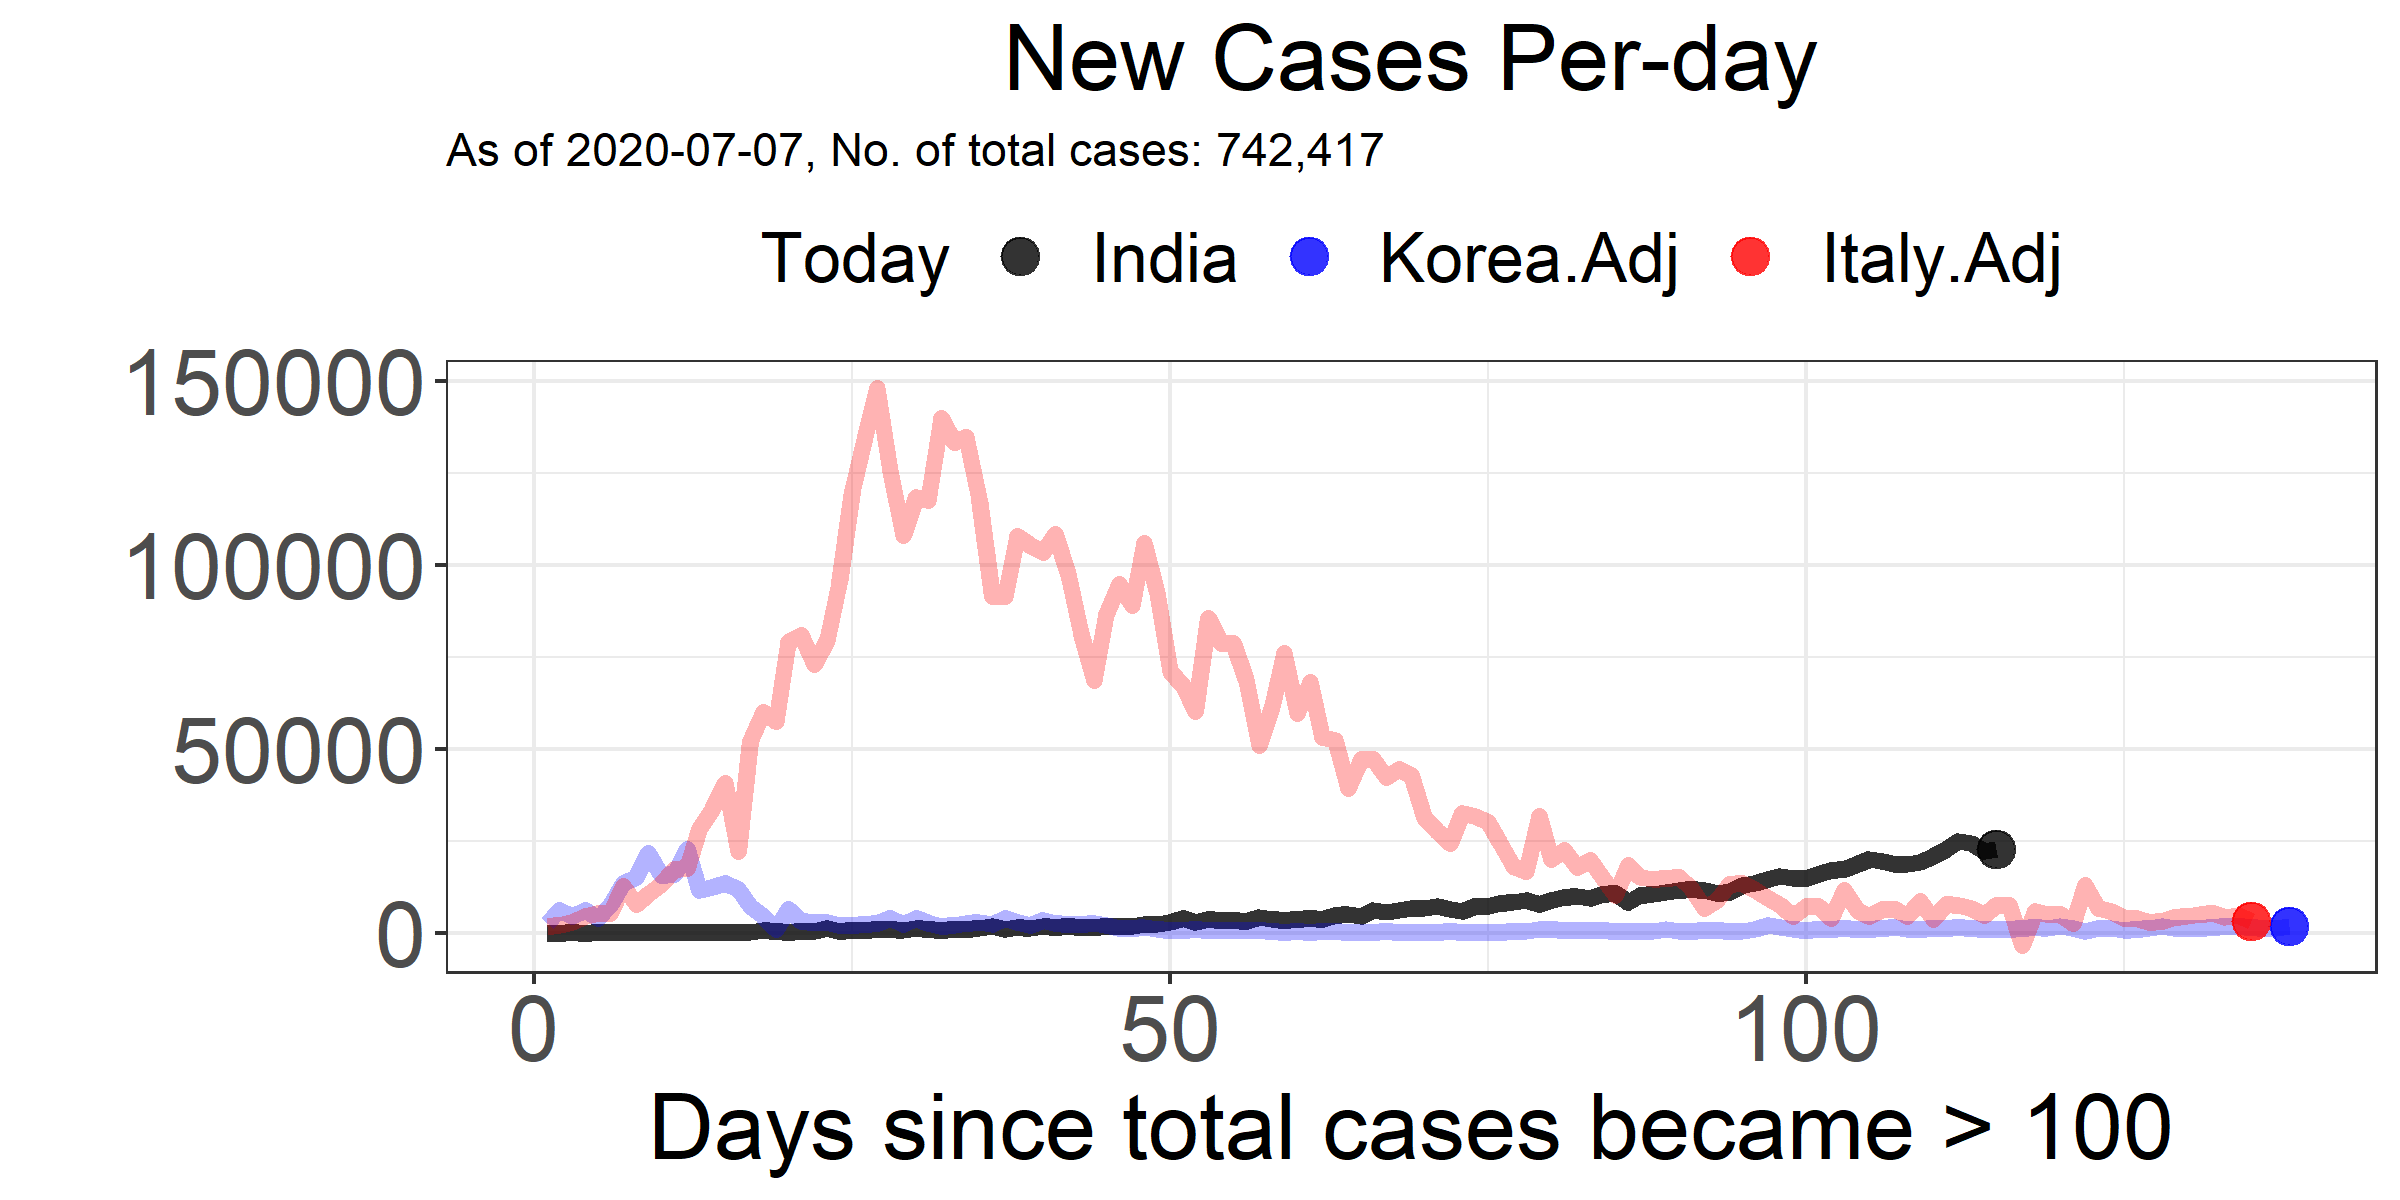 New Cases Per-day
As of 2020-07-07, No. of total cases: 742,417
Today India Korea.Adj Italy.Adj
150000
100000
50000
0
0 50 100
Days since total cases became > 100